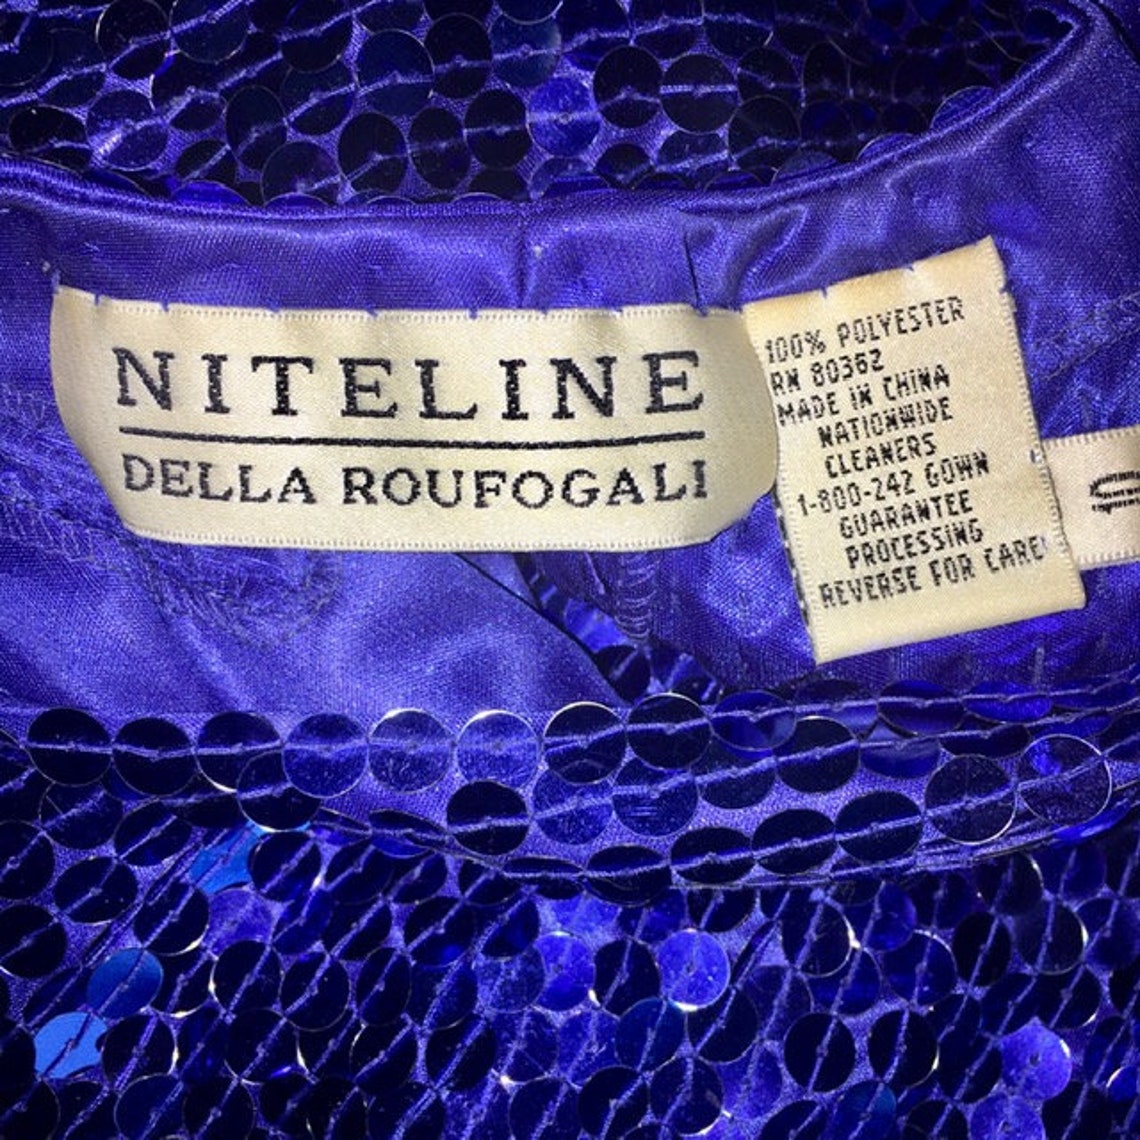 NITELINE
DELLA ROUFOGALI
100% POLYESTER
RN 80362
MADE IN CHINA
NATIONWIDE
CLEANERS
1-800-242 GOWN
GUARANTEE
PROCESSING
REVERSE FOR CARE
S